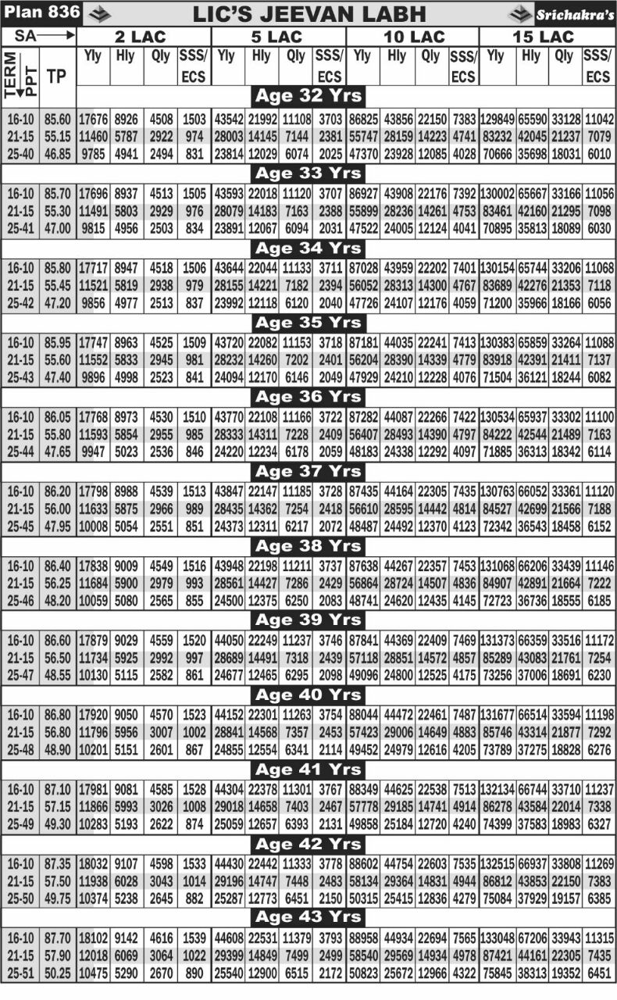 Plan 836 LIC'S JEEVAN LABH Srichakra's
SA 2 LAC 5 LAC 10 LAC 15 LAC
TERM PPT TP Yly Hly Qly SSS/ECS Yly Hly Qly SSS/ECS Yly Hly Qly SSS/ECS Yly Hly Qly SSS/ECS
Age 32 Yrs
16-10 85.60 17676 8926 4508 1503 43542 21992 11108 3703 86825 43856 22150 7383 129849 65590 33128 11042
21-15 55.15 11460 5787 2922 974 28003 14145 7144 2381 55747 28159 14223 4741 83232 42045 21237 7079
25-40 46.85 9785 4941 2494 831 23814 12029 6074 2025 47370 23928 12085 4028 70666 35698 18031 6010
Age 33 Yrs
16-10 85.70 17696 8937 4513 1505 43593 22018 11120 3707 86927 43908 22176 7392 130002 65667 33166 11056
21-15 55.30 11491 5803 2929 976 28079 14183 7163 2388 55899 28236 14261 4753 83461 42160 21295 7098
25-41 47.00 9815 4956 2503 834 23891 12067 6094 2031 47522 24005 12124 4041 70895 35813 18089 6030
Age 34 Yrs
16-10 85.80 17717 8947 4518 1506 43644 22044 11133 3711 87028 43959 22202 7401 130154 65744 33206 11068
21-15 55.45 11521 5819 2938 979 28155 14221 7182 2394 56052 28313 14300 4767 83689 42276 21353 7118
25-42 47.20 9856 4977 2513 837 23992 12118 6120 2040 47726 24107 12176 4059 71200 35966 18166 6056
Age 35 Yrs
16-10 85.95 17747 8963 4525 1509 43720 22082 11153 3718 87181 44035 22241 7413 130383 65859 33264 11088
21-15 55.60 11552 5833 2945 981 28232 14260 7202 2401 56204 28390 14339 4779 83918 42391 21411 7137
25-43 47.40 9896 4998 2523 841 24094 12170 6146 2049 47929 24210 12228 4076 71504 36121 18244 6082
Age 36 Yrs
16-10 86.05 17768 8973 4530 1510 43770 22108 11166 3722 87282 44087 22266 7422 130534 65937 33302 11100
21-15 55.80 11593 5854 2955 985 28333 14311 7228 2409 56407 28493 14390 4797 84222 42544 21489 7163
25-44 47.65 9947 5023 2536 846 24220 12234 6178 2059 48183 24338 12292 4097 71885 36313 18342 6114
Age 37 Yrs
16-10 86.20 17798 8988 4539 1513 43847 22147 11185 3728 87435 44164 22305 7435 130763 66052 33361 11120
21-15 56.00 11633 5875 2966 989 28435 14362 7254 2418 56610 28595 14442 4814 84527 42699 21566 7188
25-45 47.95 10008 5054 2551 851 24373 12311 6217 2072 48487 24492 12370 4123 72342 36543 18458 6152
Age 38 Yrs
16-10 86.40 17838 9009 4549 1516 43948 22198 11211 3737 87638 44267 22357 7453 131068 66206 33439 11146
21-15 56.25 11684 5900 2979 993 28561 14427 7286 2429 56864 28724 14507 4836 84907 42891 21664 7222
25-46 48.20 10059 5080 2565 855 24500 12375 6250 2083 48741 24620 12435 4145 72723 36736 18555 6185
Age 39 Yrs
16-10 86.60 17879 9029 4559 1520 44050 22249 11237 3746 87841 44369 22409 7469 131373 66359 33516 11172
21-15 56.50 11734 5925 2992 997 28689 14491 7318 2439 57118 28851 14572 4857 85289 43083 21761 7254
25-47 48.55 10130 5115 2582 861 24677 12465 6295 2098 49096 24800 12525 4175 73256 37006 18691 6230
Age 40 Yrs
16-10 86.80 17920 9050 4570 1523 44152 22301 11263 3754 88044 44472 22461 7487 131677 66514 33594 11198
21-15 56.80 11796 5956 3007 1002 28841 14568 7357 2453 57423 29006 14649 4883 85746 43314 21877 7292
25-48 48.90 10201 5151 2601 867 24855 12554 6341 2114 49452 24979 12616 4205 73789 37275 18828 6276
Age 41 Yrs
16-10 87.10 17981 9081 4585 1528 44304 22378 11301 3767 88349 44625 22538 7513 132134 66744 33710 11237
21-15 57.15 11866 5993 3026 1008 29018 14658 7403 2467 57778 29185 14741 4914 86278 43584 22014 7338
25-49 49.30 10283 5193 2622 874 25059 12657 6393 2131 49858 25184 12720 4240 74399 37583 18983 6327
Age 42 Yrs
16-10 87.35 18032 9107 4598 1533 44430 22442 11333 3778 88602 44754 22603 7535 132515 66937 33808 11269
21-15 57.50 11938 6028 3043 1014 29196 14747 7448 2483 58134 29364 14831 4944 86812 43853 22150 7383
25-50 49.75 10374 5238 2645 882 25287 12773 6451 2150 50315 25415 12836 4279 75084 37929 19157 6385
Age 43 Yrs
16-10 87.70 18102 9142 4616 1539 44608 22531 11379 3793 88958 44934 22694 7565 133048 67206 33943 11315
21-15 57.90 12018 6069 3064 1022 29399 14849 7499 2499 58540 29569 14934 4978 87421 44161 22305 7435
25-51 50.25 10475 5290 2670 890 25540 12900 6515 2172 50823 25672 12966 4322 75845 38313 19352 6451